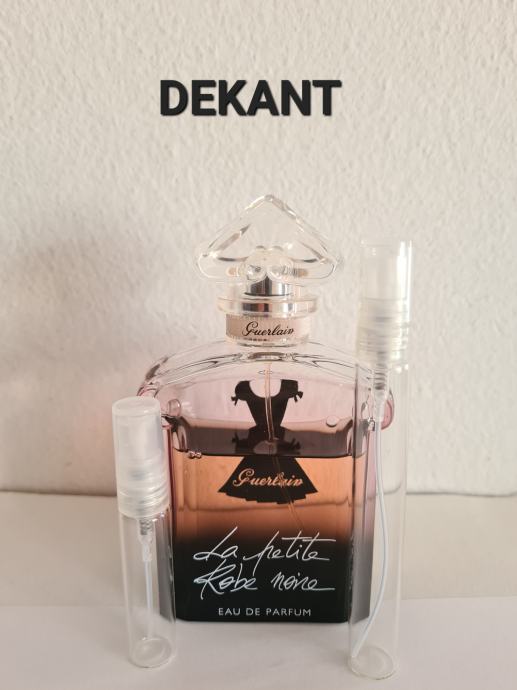 DEKANT
Guerlain
Guerlain
La petite
Robe noire
EAU DE PARFUM